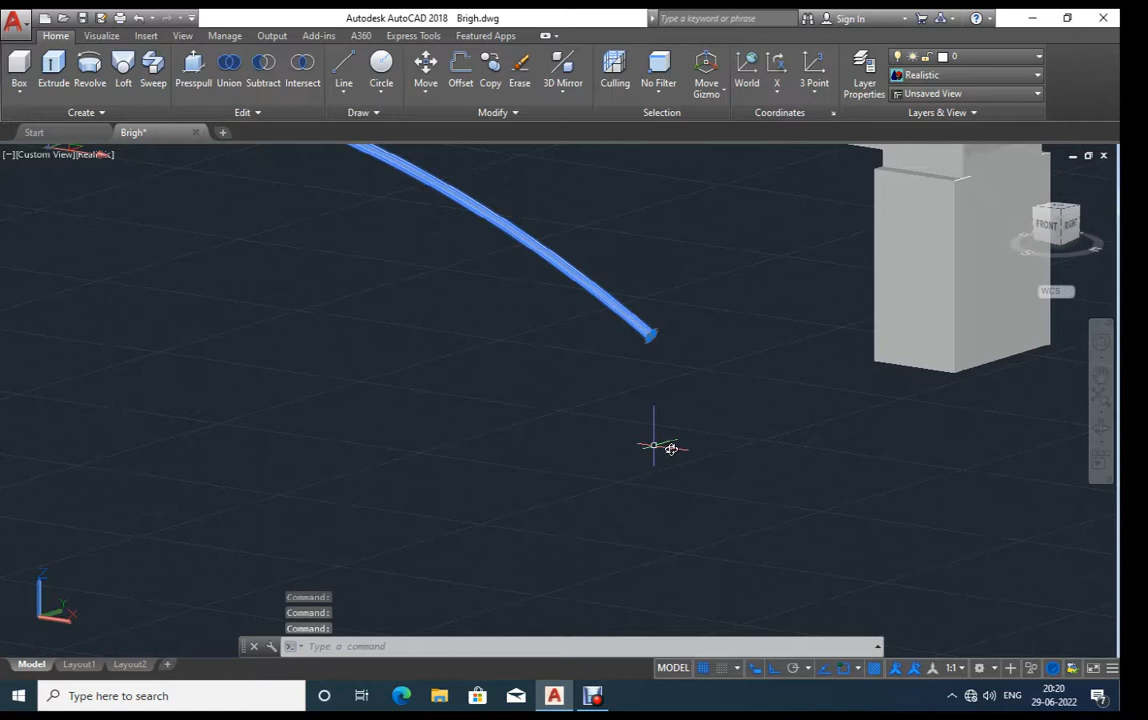 Autodesk AutoCAD 2018 Brigh.dwg
Type a keyword or phrase
Sign In
Home Visualize Insert View Manage Output Add-ins A360 Express Tools Featured Apps
Box Extrude Revolve Loft Sweep Presspull Union Subtract Intersect Line Circle Move Offset Copy Erase 3D Mirror Culling No Filter Move Gizmo World X 3 Point Layer Properties
0
Realistic
Unsaved View
Create Edit Draw Modify Selection Coordinates Layers & View
Start Brigh*
[−][Custom View][Realistic]
FRONT RIGHT
WCS
Z
Y
X
Command:
Command:
Command:
Type a command
Model Layout1 Layout2
MODEL 1:1
Type here to search
ENG
20:20
29-06-2022
7